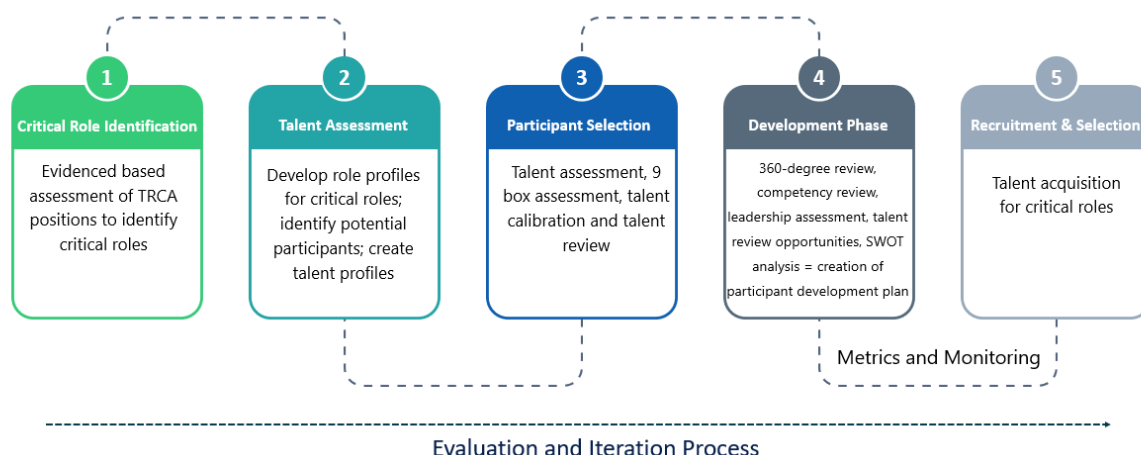 1
Critical Role Identification
Evidenced based
assessment of TRCA
positions to identify
critical roles
2
Talent Assessment
Develop role profiles
for critical roles;
identify potential
participants; create
talent profiles
3
Participant Selection
Talent assessment, 9
box assessment, talent
calibration and talent
review
4
Development Phase
360-degree review,
competency review,
leadership assessment, talent
review opportunities, SWOT
analysis = creation of
participant development plan
5
Recruitment & Selection
Talent acquisition
for critical roles
Metrics and Monitoring
Evaluation and Iteration Process